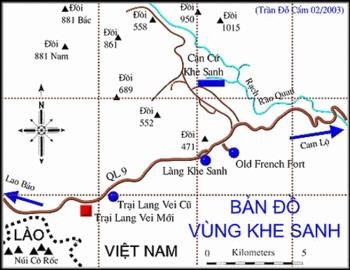 (Trần Đỗ Cẩm 02/2003)
Đồi
881 Bắc
Đồi
558
Đồi
950
Đồi
1015
Đồi
881 Nam
Đồi
861
Căn Cứ
Khe Sanh
Rạch
Rào Quan
Đồi
689
Đồi
552
N
Đồi
471
Cam Lộ
Làng Khe Sanh
Old French Fort
QL.9
Lao Bảo
Trại Lang Vei Cũ
Trại Lang Vei Mới
LÀO
Núi Cô Rốc
VIỆT NAM
BẢN ĐỒ
VÙNG KHE SANH
0 Kilometers 5